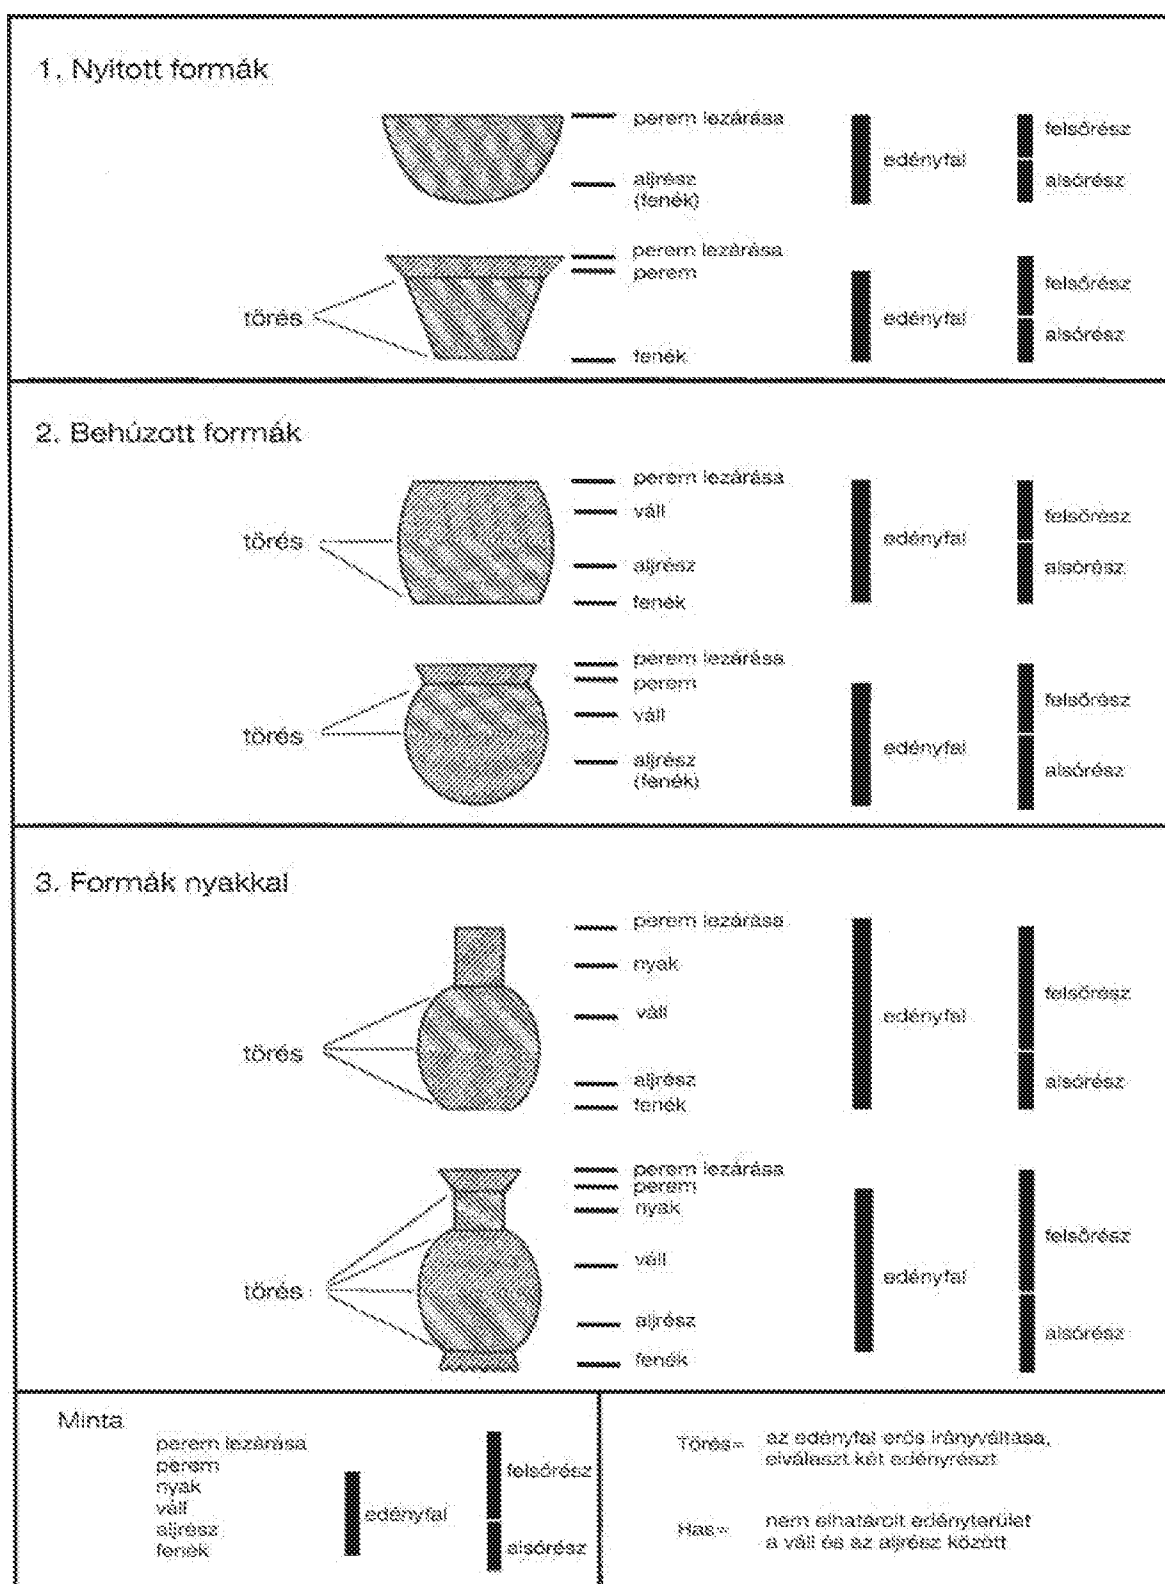 1. Nyitott formák
perem lezárása
aljrész
(fenék)
edényfal
felsőrész
alsórész
törés
perem lezárása
perem
fenék
edényfal
felsőrész
alsórész
2. Behúzott formák
törés
perem lezárása
váll
aljrész
fenék
edényfal
felsőrész
alsórész
törés
perem lezárása
perem
váll
aljrész
(fenék)
edényfal
felsőrész
alsórész
3. Formák nyakkal
törés
perem lezárása
nyak
váll
aljrész
fenék
edényfal
felsőrész
alsórész
törés
perem lezárása
perem
nyak
váll
aljrész
fenék
edényfal
felsőrész
alsórész
Minta
perem lezárása
perem
nyak
váll
aljrész
fenék
edényfal
felsőrész
alsórész
Törés= az edényfal erős irányváltása,
elválaszt két edényrészt
Has= nem elhatárolt edényterület
a váll és az aljrész között